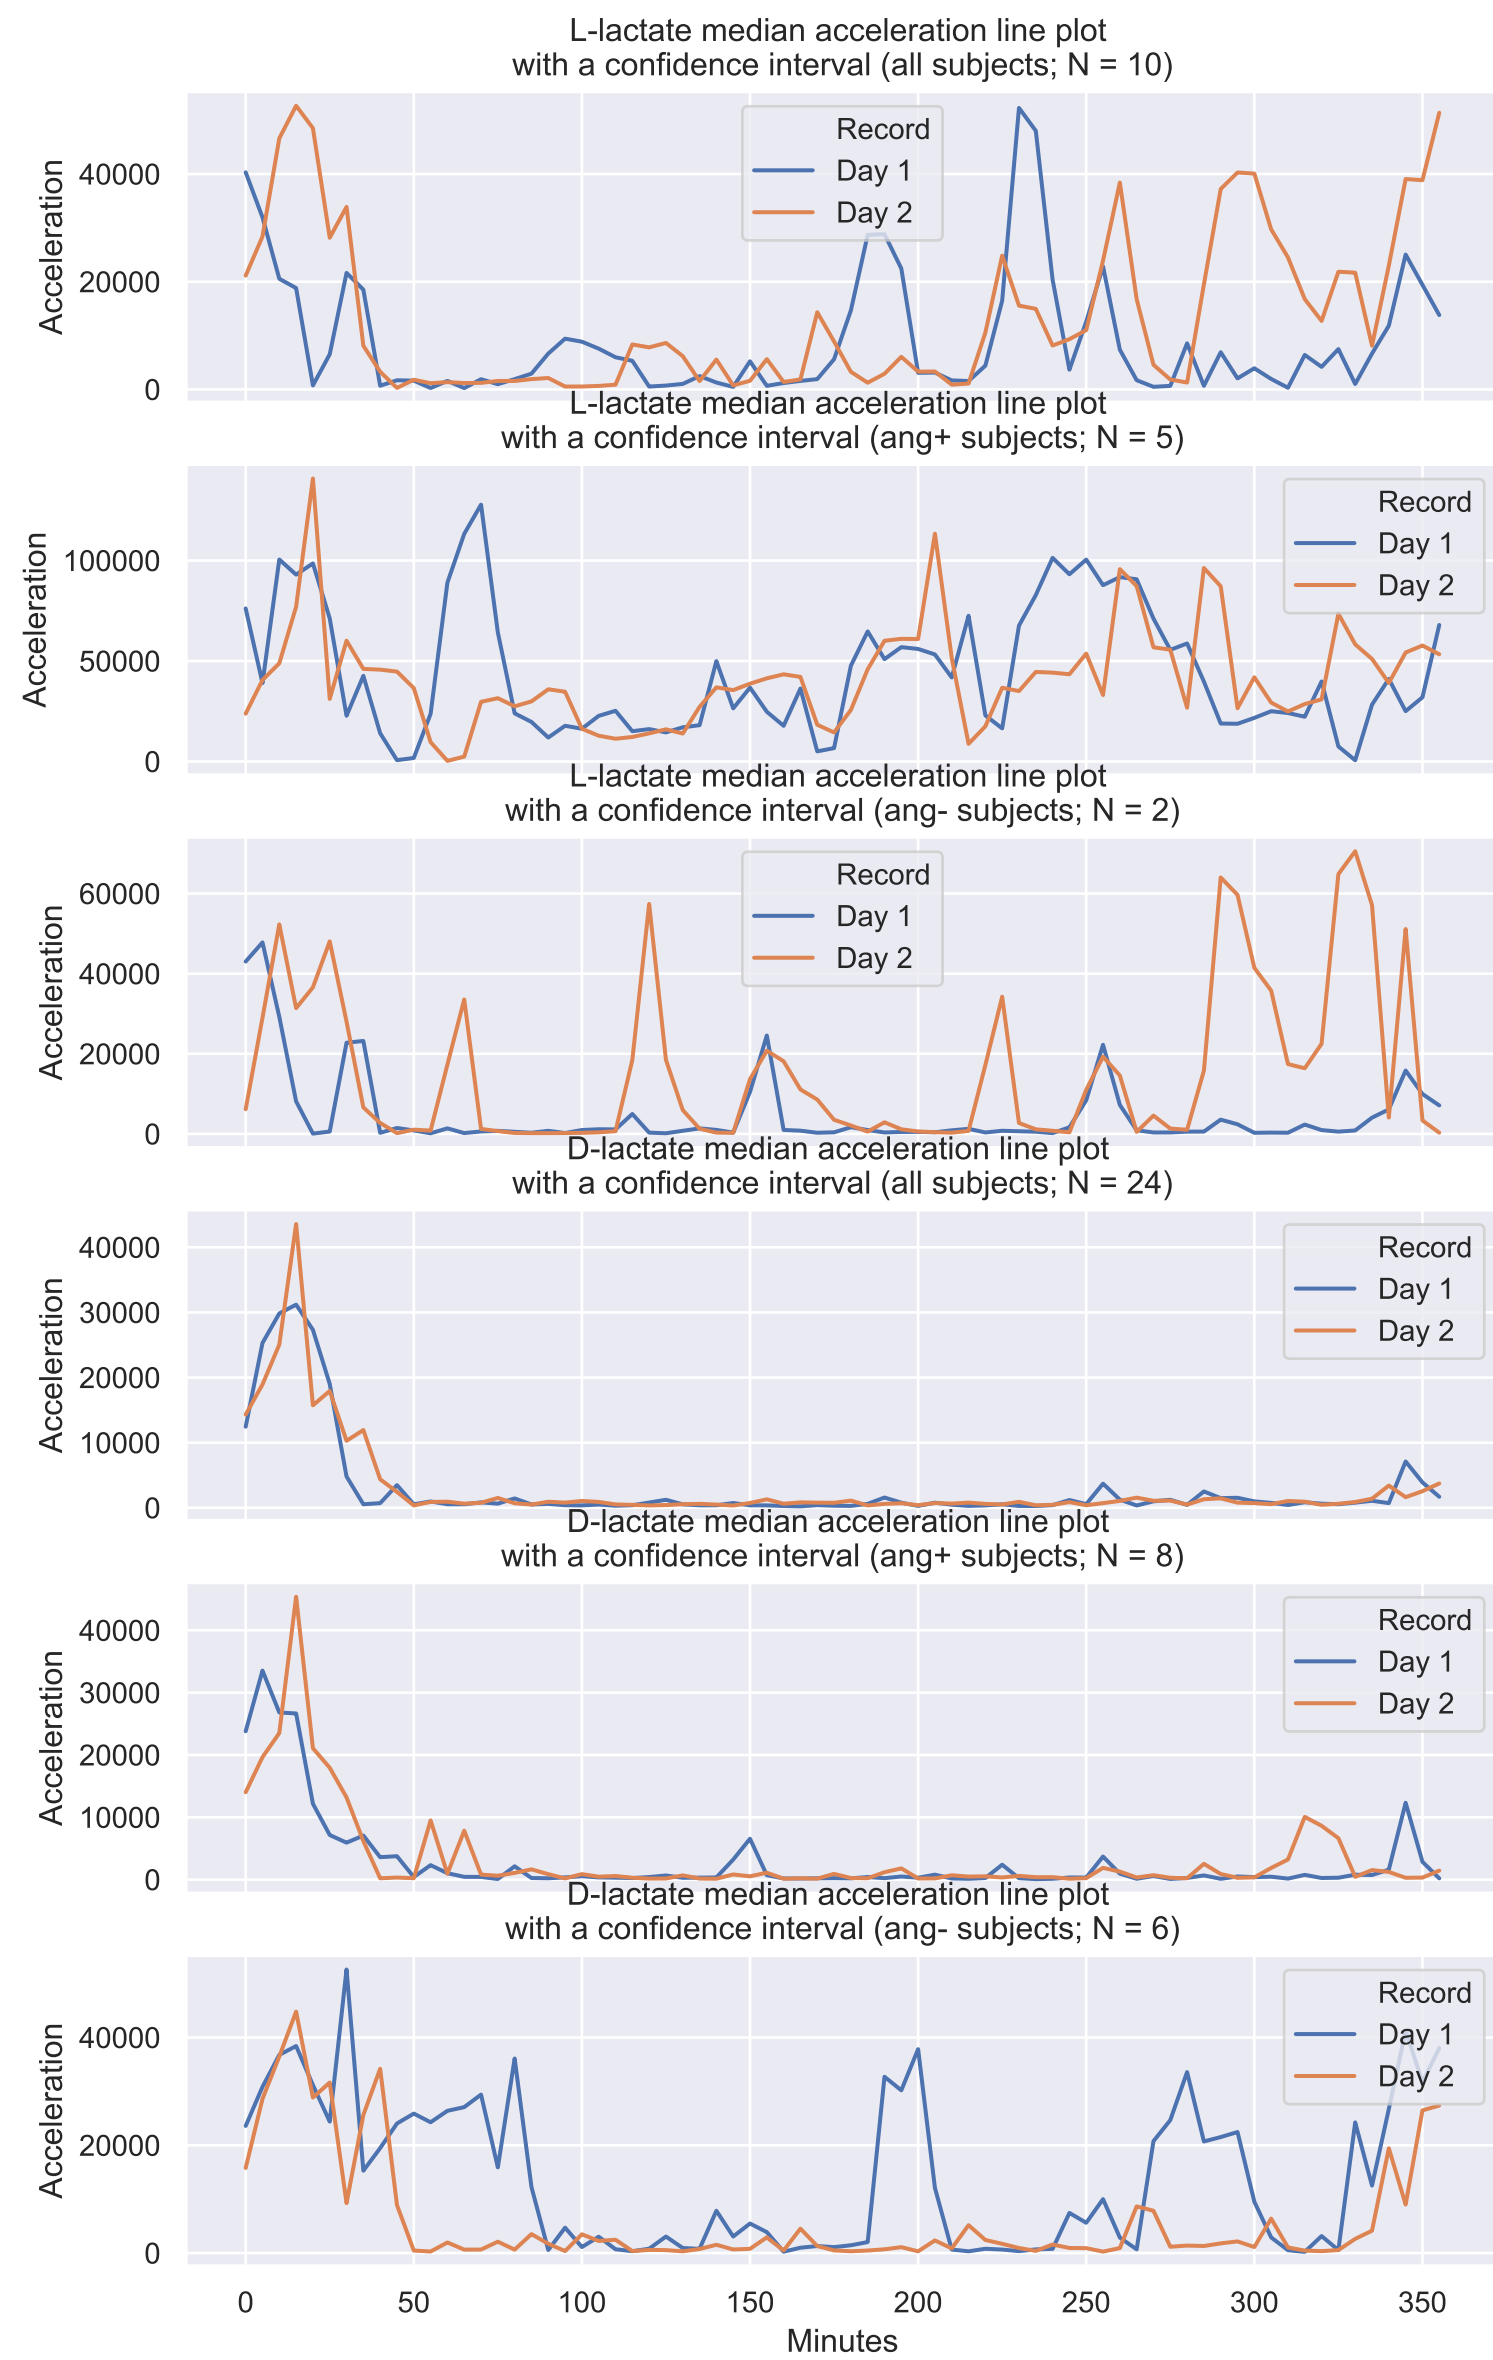 L-lactate median acceleration line plot
with a confidence interval (all subjects; N = 10)
Acceleration
40000
20000
0
Record
Day 1
Day 2
L-lactate median acceleration line plot
with a confidence interval (ang+ subjects; N = 5)
Acceleration
100000
50000
0
Record
Day 1
Day 2
L-lactate median acceleration line plot
with a confidence interval (ang- subjects; N = 2)
Acceleration
60000
40000
20000
0
Record
Day 1
Day 2
D-lactate median acceleration line plot
with a confidence interval (all subjects; N = 24)
Acceleration
40000
30000
20000
10000
0
Record
Day 1
Day 2
D-lactate median acceleration line plot
with a confidence interval (ang+ subjects; N = 8)
Acceleration
40000
30000
20000
10000
0
Record
Day 1
Day 2
D-lactate median acceleration line plot
with a confidence interval (ang- subjects; N = 6)
Acceleration
40000
20000
0
Record
Day 1
Day 2
0 50 100 150 200 250 300 350
Minutes